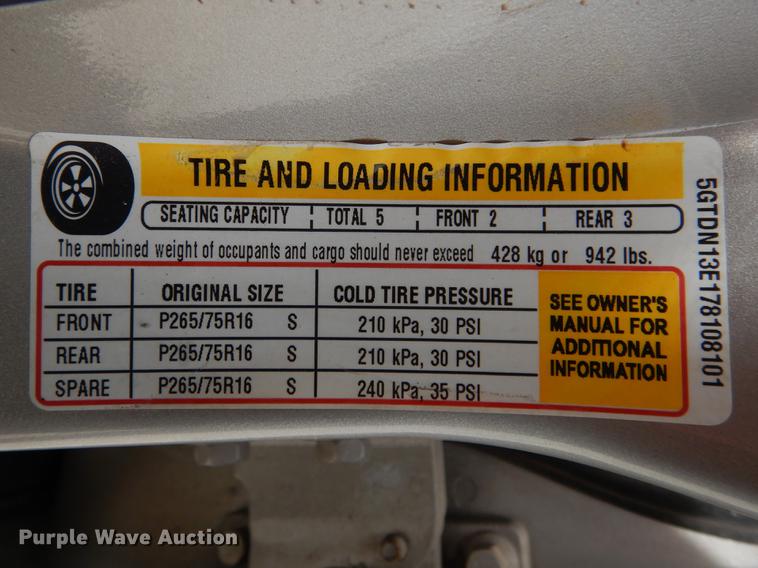 TIRE AND LOADING INFORMATION
SEATING CAPACITY TOTAL 5 FRONT 2 REAR 3
The combined weight of occupants and cargo should never exceed 428 kg or 942 lbs.
TIRE ORIGINAL SIZE COLD TIRE PRESSURE
FRONT P265/75R16 S 210 kPa, 30 PSI
REAR P265/75R16 S 210 kPa, 30 PSI
SPARE P265/75R16 S 240 kPa, 35 PSI
SEE OWNER'S
MANUAL FOR
ADDITIONAL
INFORMATION
5GTDN13E178108101
Purple Wave Auction